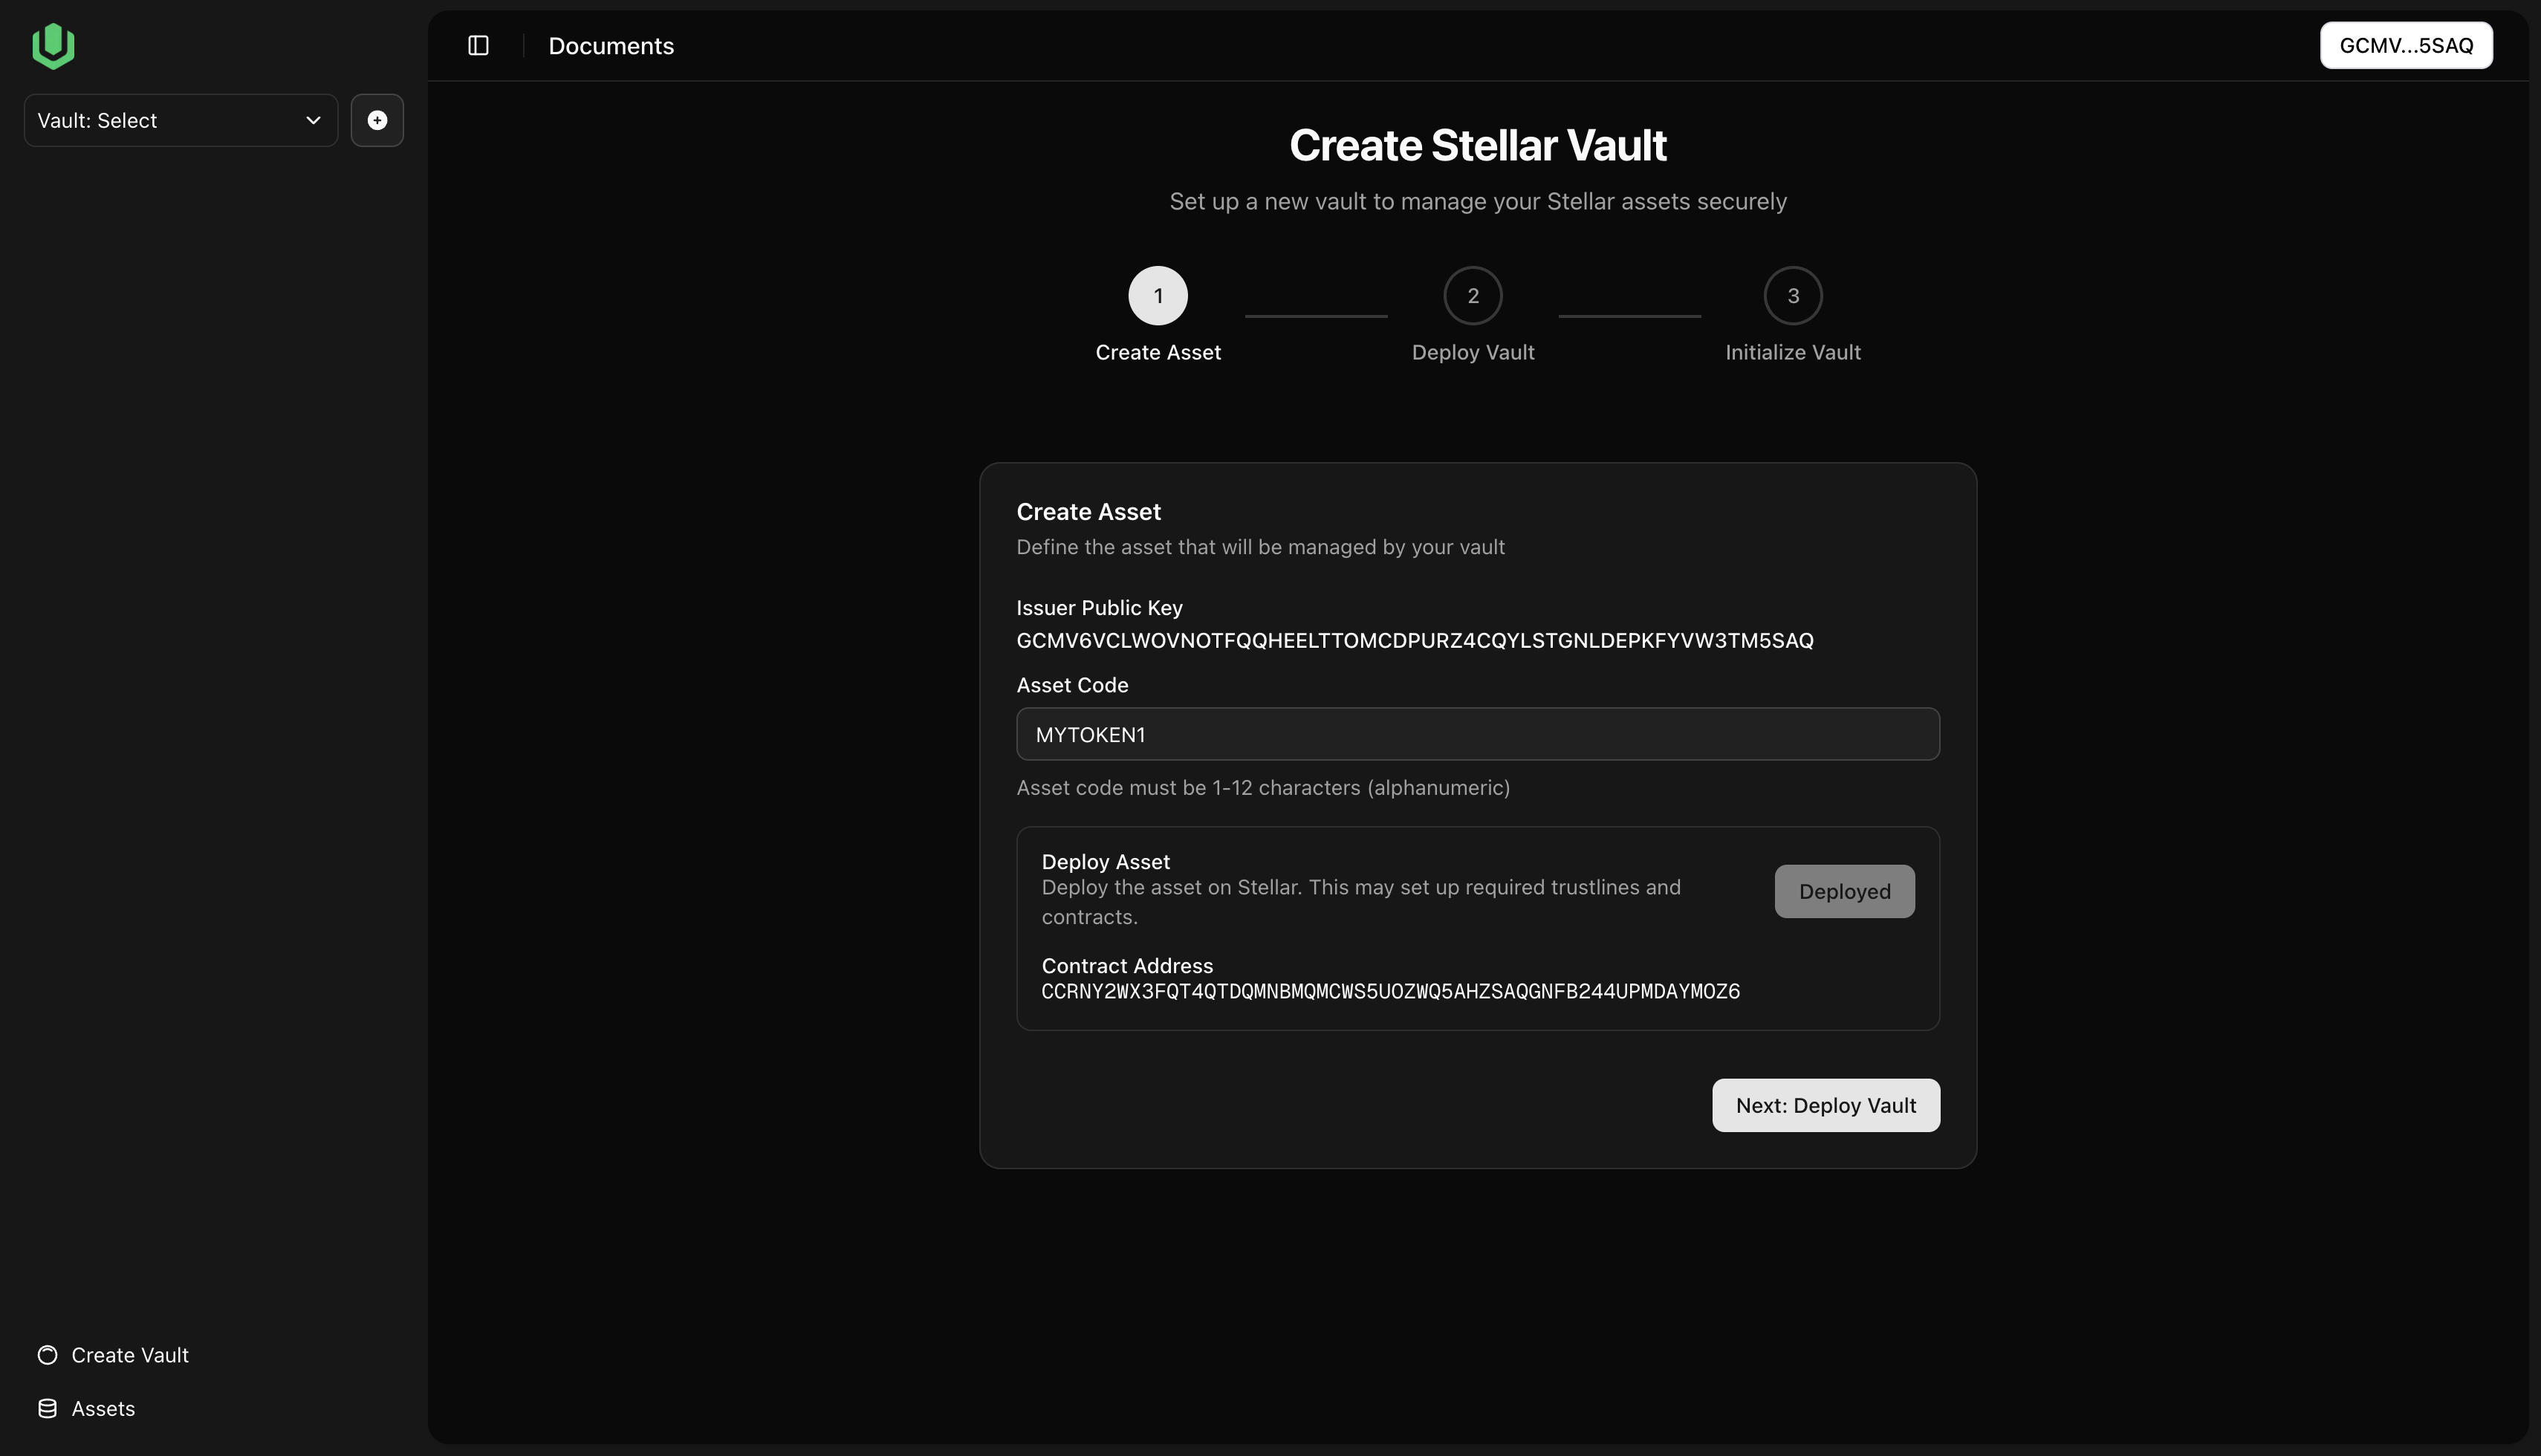 Documents
GCMV...5SAQ
Vault: Select
Create Stellar Vault
Set up a new vault to manage your Stellar assets securely
1
2
3
Create Asset
Deploy Vault
Initialize Vault
Create Asset
Define the asset that will be managed by your vault
Issuer Public Key
GCMV6VCLWOVNOTFQQHEELTTOMCDPURZ4CQYLSTGNLDEPKFYVW3TM5SAQ
Asset Code
MYTOKEN1
Asset code must be 1-12 characters (alphanumeric)
Deploy Asset
Deploy the asset on Stellar. This may set up required trustlines and
contracts.
Deployed
Contract Address
CCRNY2WX3FQT4QTDQMNBMQMCWS5UOZWQ5AHZSAQGNFB244UPMDAYMOZ6
Next: Deploy Vault
Create Vault
Assets